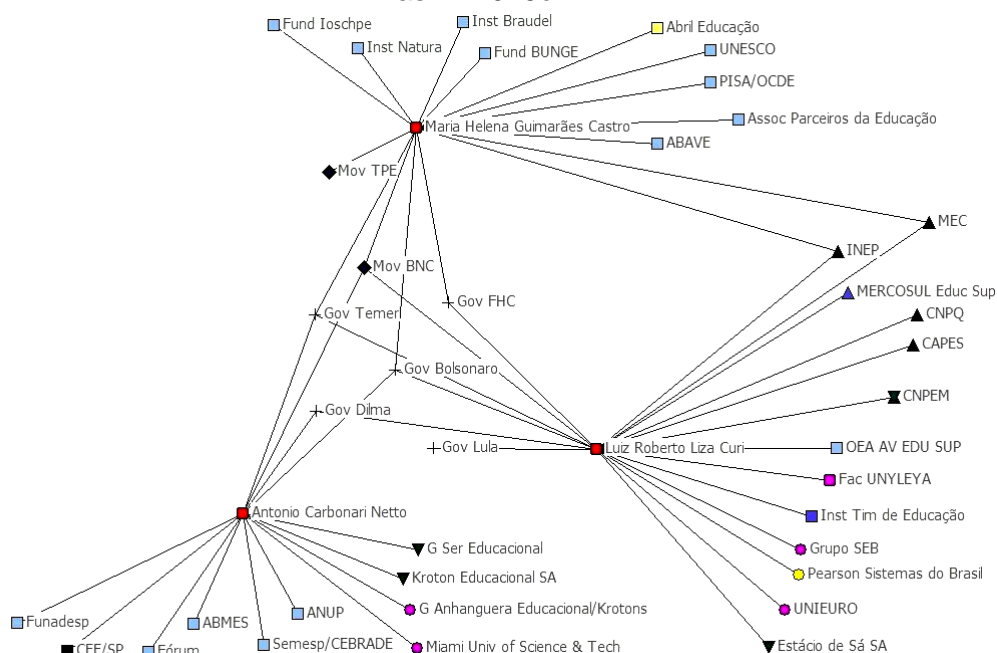 Fund Ioschpe
Inst Braudel
Abril Educação
Inst Natura
Fund BUNGE
UNESCO
PISA/OCDE
Assoc Parceiros da Educação
Maria Helena Guimarães Castro
ABAVE
Mov TPE
MEC
INEP
Mov BNC
MERCOSUL Educ Sup
Gov FHC
Gov Temer
CNPQ
CAPES
Gov Bolsonaro
CNPEM
Gov Dilma
Gov Lula
Luiz Roberto Liza Curi
OEA AV EDU SUP
Fac UNYLEYA
Antonio Carbonari Netto
Inst Tim de Educação
G Ser Educacional
Grupo SEB
Kroton Educacional SA
Pearson Sistemas do Brasil
G Anhanguera Educacional/Krotons
UNIEURO
Funadesp
ABMES
ANUP
CEE/SP
Fórum
Semesp/CEBRADE
Miami Univ of Science & Tech
Estácio de Sá SA